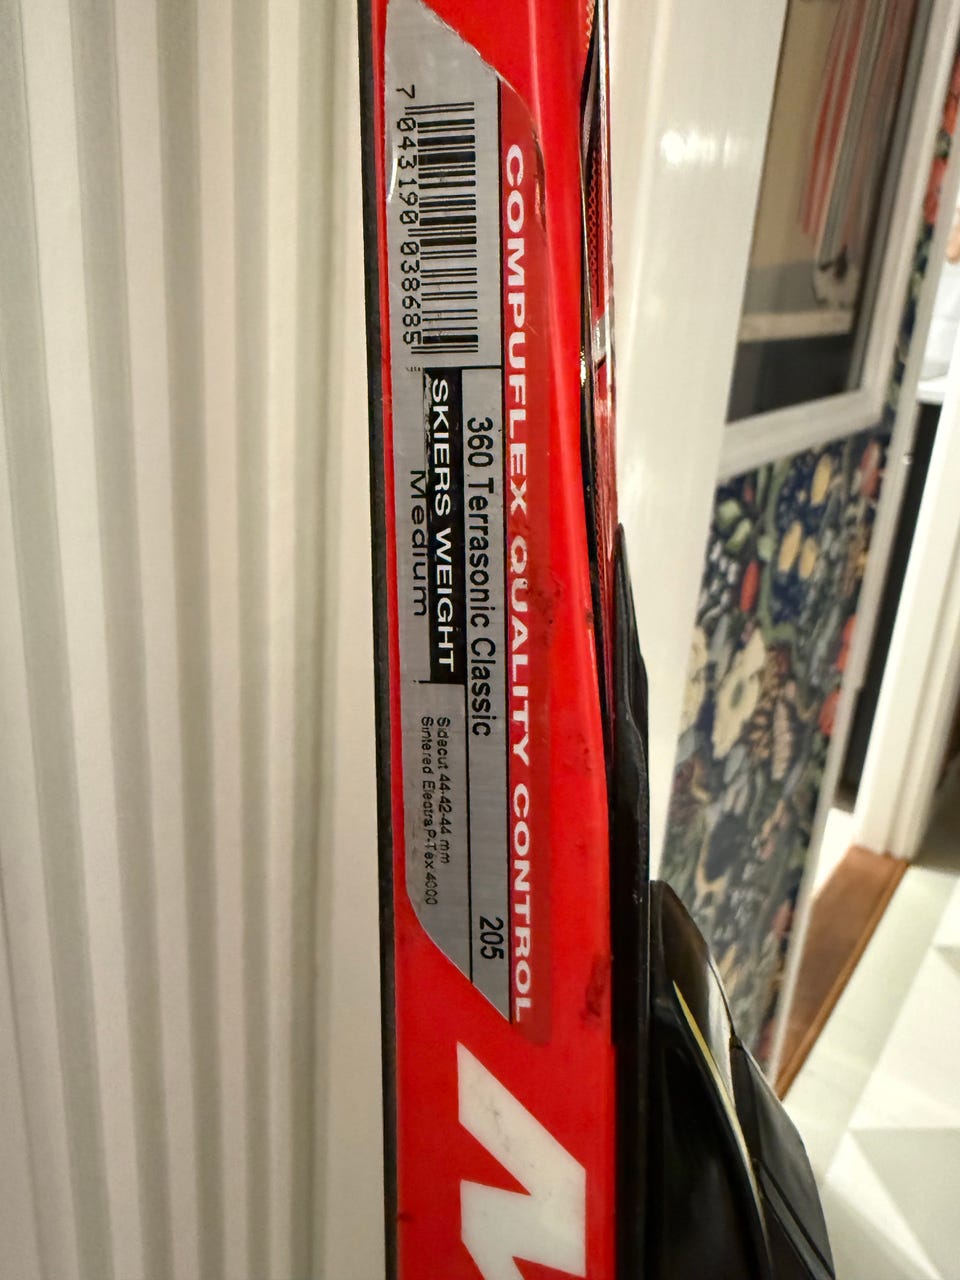 COMPUFLEX QUALITY CONTROL
360 Terrasonic Classic 205
7 043190 038685
SKIERS WEIGHT
Medium
Sidecut 44-42-44 mm
Sintered Electra P-Tex 4000